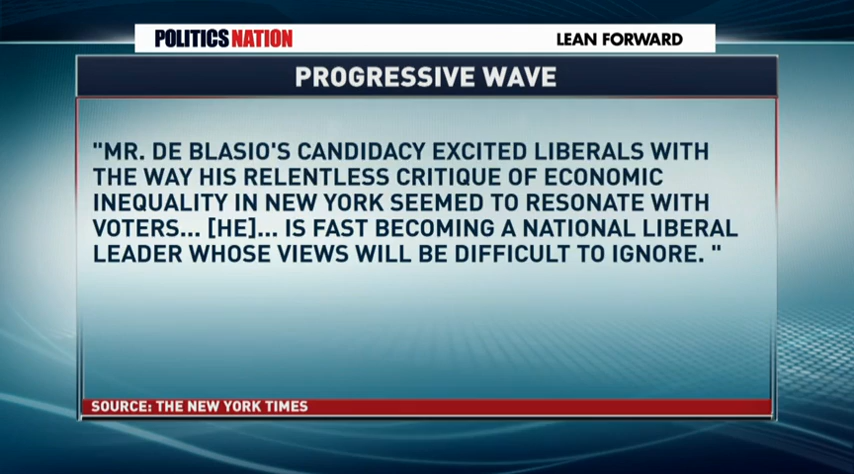 POLITICSNATION
LEAN FORWARD
PROGRESSIVE WAVE
"MR. DE BLASIO'S CANDIDACY EXCITED LIBERALS WITH
THE WAY HIS RELENTLESS CRITIQUE OF ECONOMIC
INEQUALITY IN NEW YORK SEEMED TO RESONATE WITH
VOTERS... [HE]... IS FAST BECOMING A NATIONAL LIBERAL
LEADER WHOSE VIEWS WILL BE DIFFICULT TO IGNORE. "
SOURCE: THE NEW YORK TIMES